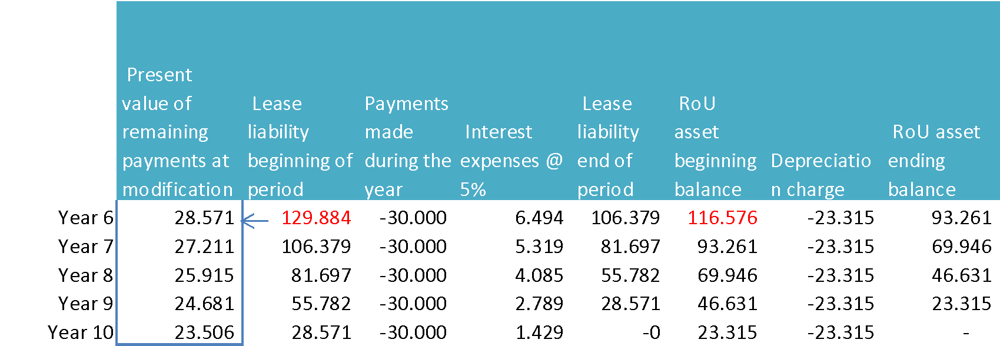 Present value of remaining payments at modification Lease liability beginning of period Payments made during the year Interest expenses @ 5% Lease liability end of period RoU asset beginning balance Depreciatio n charge RoU asset ending balance
Year 6 28.571 129.884 -30.000 6.494 106.379 116.576 -23.315 93.261
Year 7 27.211 106.379 -30.000 5.319 81.697 93.261 -23.315 69.946
Year 8 25.915 81.697 -30.000 4.085 55.782 69.946 -23.315 46.631
Year 9 24.681 55.782 -30.000 2.789 28.571 46.631 -23.315 23.315
Year 10 23.506 28.571 -30.000 1.429 -0 23.315 -23.315 -